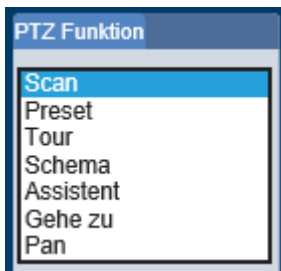 PTZ Funktion
Scan
Preset
Tour
Schema
Assistent
Gehe zu
Pan